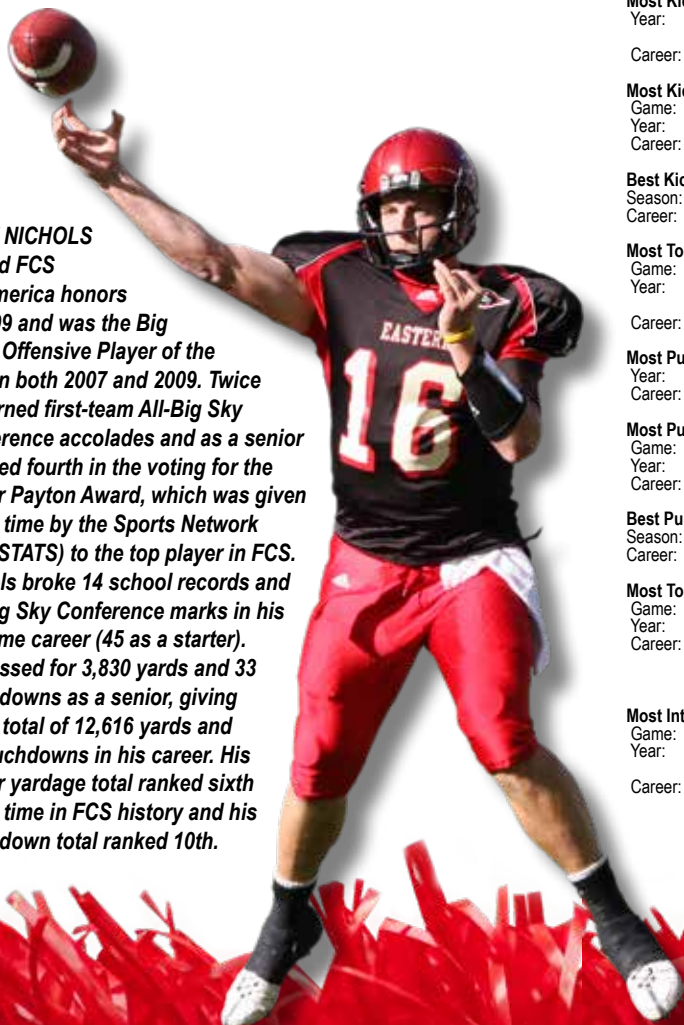 NICHOLS
d FCS
merica honors
09 and was the Big
Offensive Player of the
n both 2007 and 2009. Twice
rned first-team All-Big Sky
erence accolades and as a senior
ed fourth in the voting for the
r Payton Award, which was given
time by the Sports Network
STATS) to the top player in FCS.
ls broke 14 school records and
g Sky Conference marks in his
me career (45 as a starter).
ssed for 3,830 yards and 33
downs as a senior, giving
total of 12,616 yards and
uchdowns in his career. His
r yardage total ranked sixth
time in FCS history and his
down total ranked 10th.
EASTERN
16
Most Kic
Year:
Career:
Most Kic
Game:
Year:
Career:
Best Kic
Season:
Career:
Most To
Game:
Year:
Career:
Most Pu
Year:
Career:
Most Pu
Game:
Year:
Career:
Best Pu
Season:
Career:
Most To
Game:
Year:
Career:
Most Int
Game:
Year:
Career: